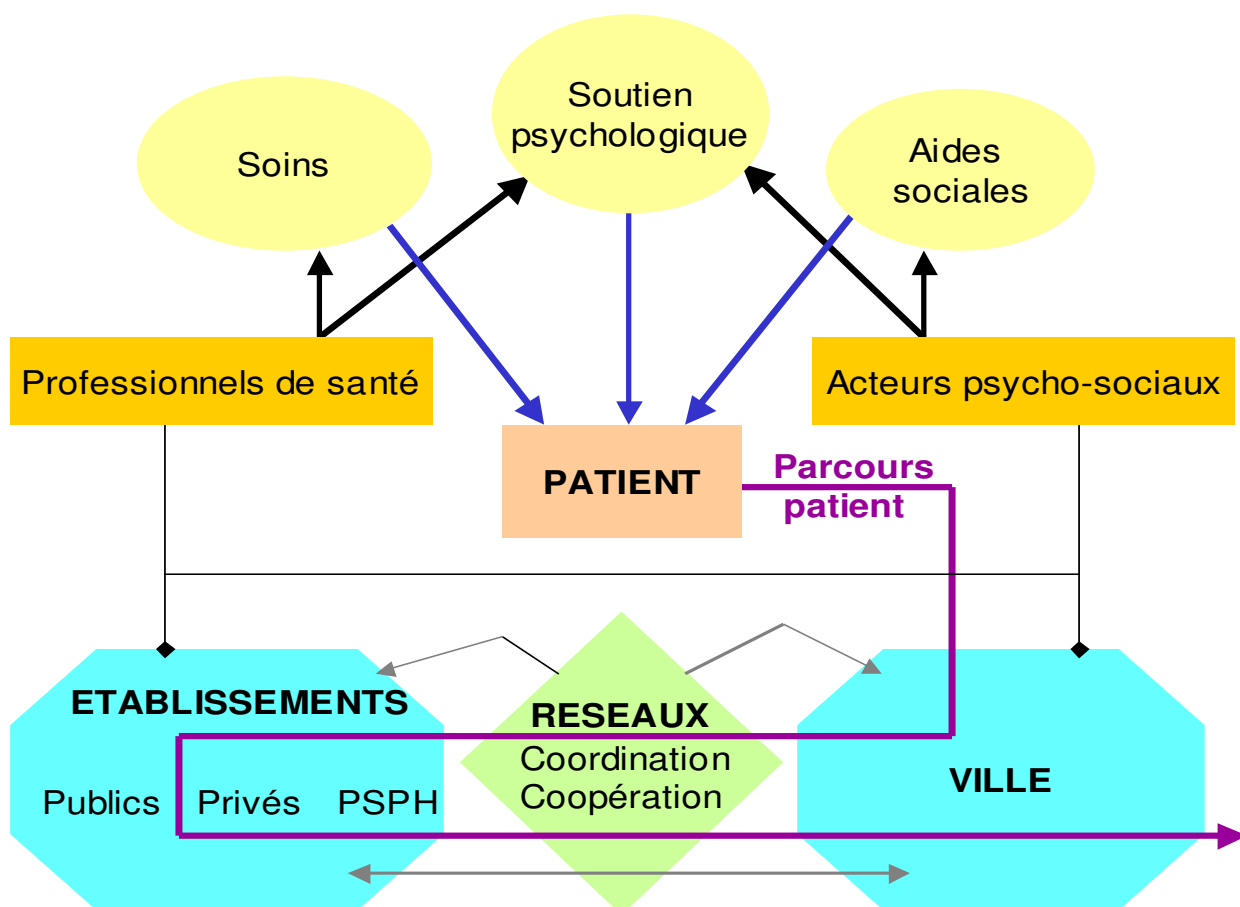 Soutien
psychologique
Soins
Aides
sociales
Professionnels de santé
Acteurs psycho-sociaux
PATIENT
Parcours
patient
ETABLISSEMENTS
Publics Privés PSPH
RESEAUX
Coordination
Coopération
VILLE